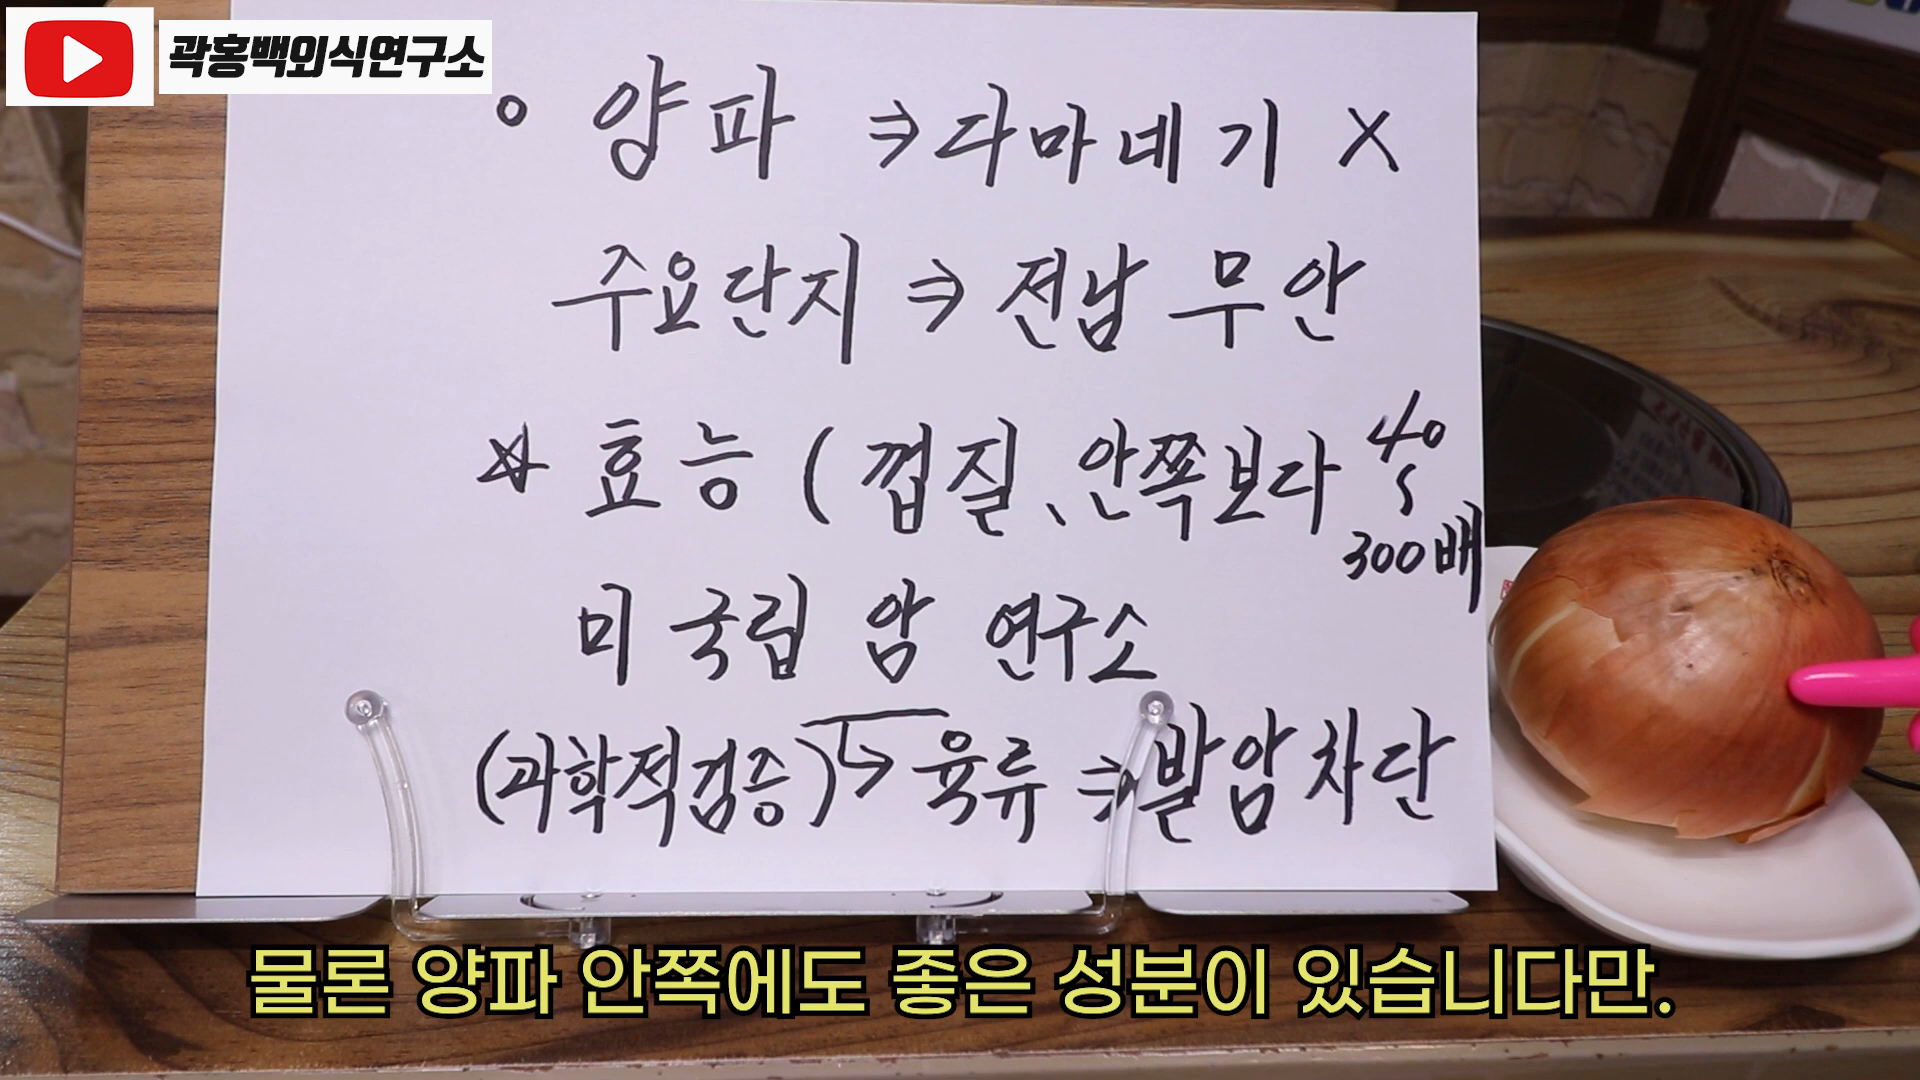 곽홍백외식연구소
◦ 양파 ⇒ 다마네기 X
주요단지 ⇒ 전남 무안
☆ 효능 (껍질、안쪽보다 40~300배
미 국립 암 연구소
(과학적검증) ↳ 육류 ⇒ 발암 차단
물론 양파 안쪽에도 좋은 성분이 있습니다만.